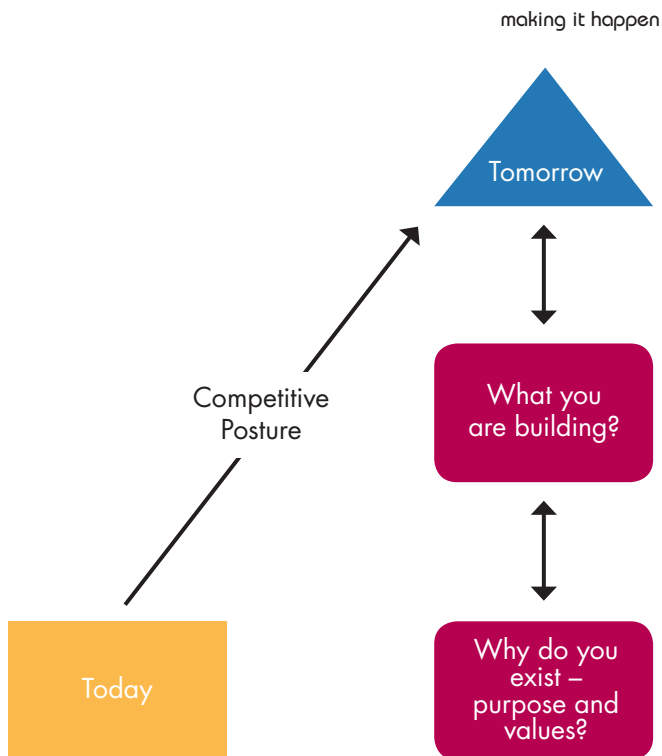 making it happen
Tomorrow
What you
are building?
Competitive
Posture
Today
Why do you
exist –
purpose and
values?